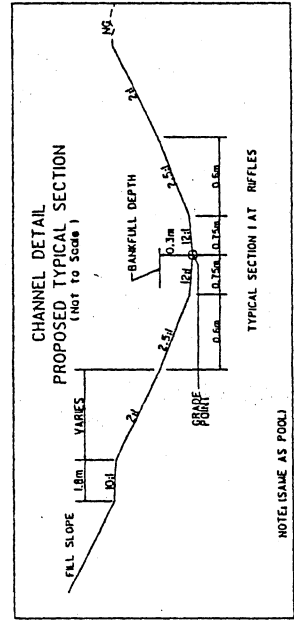 CHANNEL DETAIL
PROPOSED TYPICAL SECTION
( Not to Scale )
FILL SLOPE
1.8m
VARIES
10:1
2:1
2.5:1
12:1
0.3m
BANKFULL DEPTH
12:1
2.5:1
2:1
NG
GRADE
POINT
0.6m
0.75m
0.75m
0.6m
TYPICAL SECTION ( AT RIFFLES
NOTE: (SAME AS POOL)